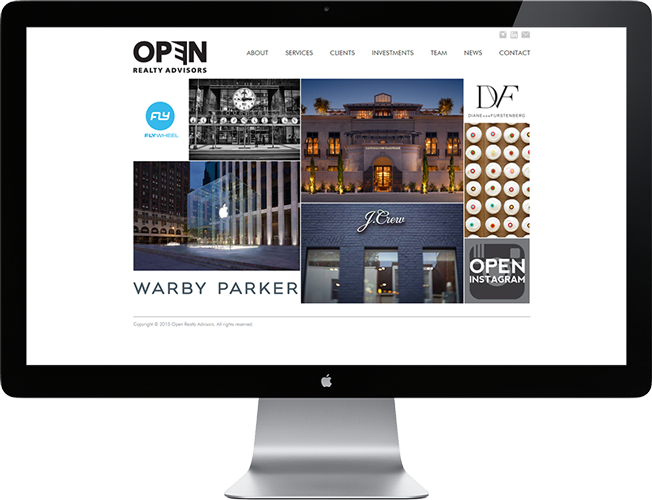 OPEN
REALTY ADVISORS
ABOUT SERVICES CLIENTS INVESTMENTS TEAM NEWS CONTACT
FLY
FLYWHEEL
DVF
DIANE VON FURSTENBERG
J.Crew
OPEN
INSTAGRAM
WARBY PARKER
Copyright © 2015 Open Realty Advisors. All rights reserved.